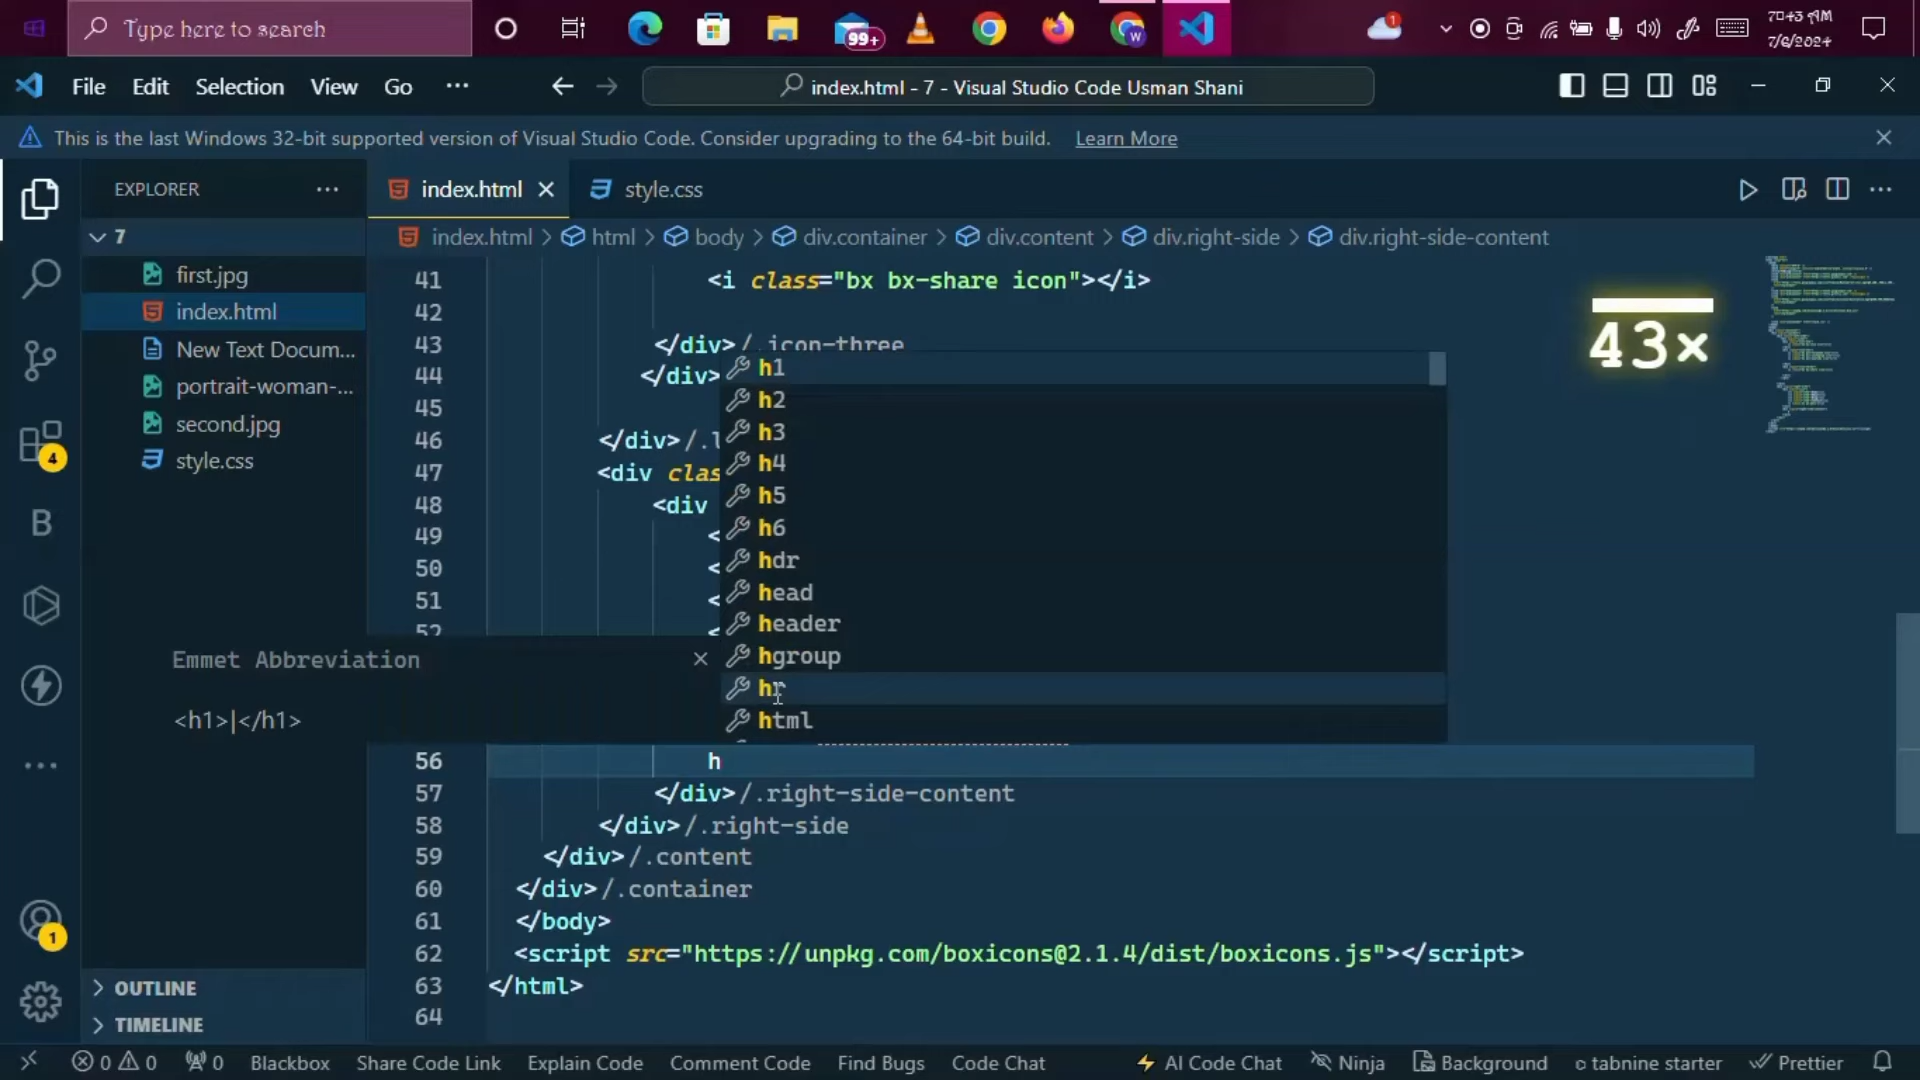 Type here to search
99+
W
1
7:43 AM
7/6/2024
File Edit Selection View Go ...
index.html - 7 - Visual Studio Code Usman Shani
This is the last Windows 32-bit supported version of Visual Studio Code. Consider upgrading to the 64-bit build. Learn More
EXPLORER ...
index.html
style.css
7
index.html > html > body > div.container > div.content > div.right-side > div.right-side-content
first.jpg
index.html
New Text Docum...
portrait-woman-...
second.jpg
style.css
4
B
1
OUTLINE
TIMELINE
43×
41 <i class="bx bx-share icon"></i>
42
43 </div>/.icon-three
44 </div>
45
46 </div>/.l
47 <div clas
48 <div
49 <
50 <
51 <
52 <
h1
h2
h3
h4
h5
h6
hdr
head
header
hgroup
hr
html
Emmet Abbreviation
<h1>|</h1>
56 h
57 </div>/.right-side-content
58 </div>/.right-side
59 </div>/.content
60 </div>/.container
61 </body>
62 <script src="https://unpkg.com/boxicons@2.1.4/dist/boxicons.js"></script>
63 </html>
64
0 0 0 Blackbox Share Code Link Explain Code Comment Code Find Bugs Code Chat AI Code Chat Ninja Background tabnine starter Prettier